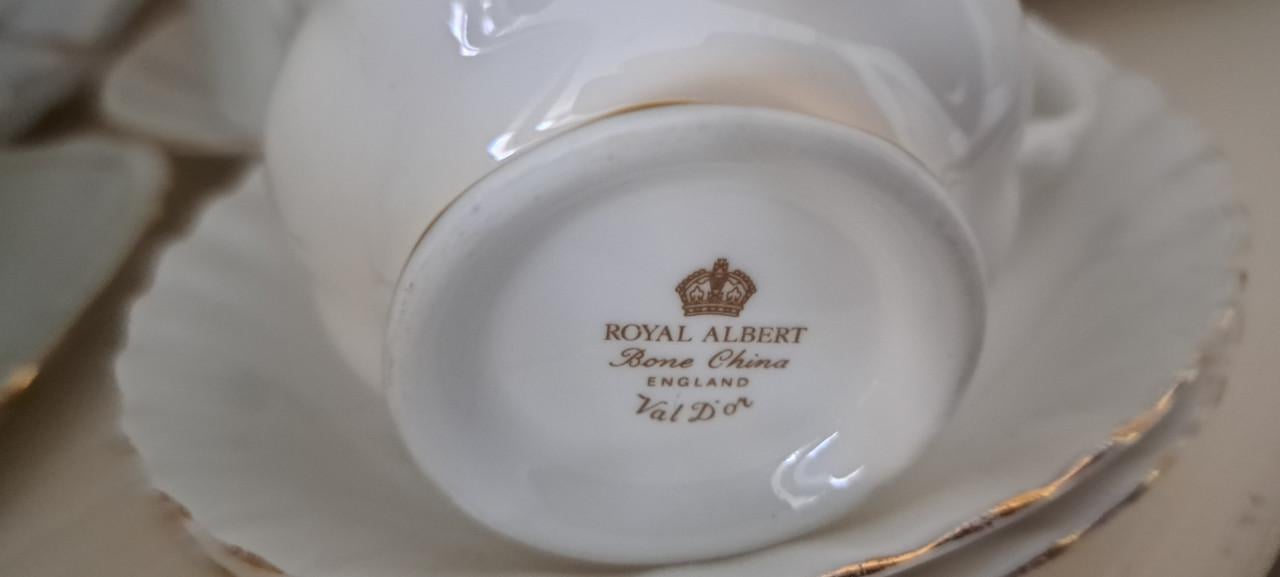 ROYAL ALBERT
Bone China
ENGLAND
Val D'or